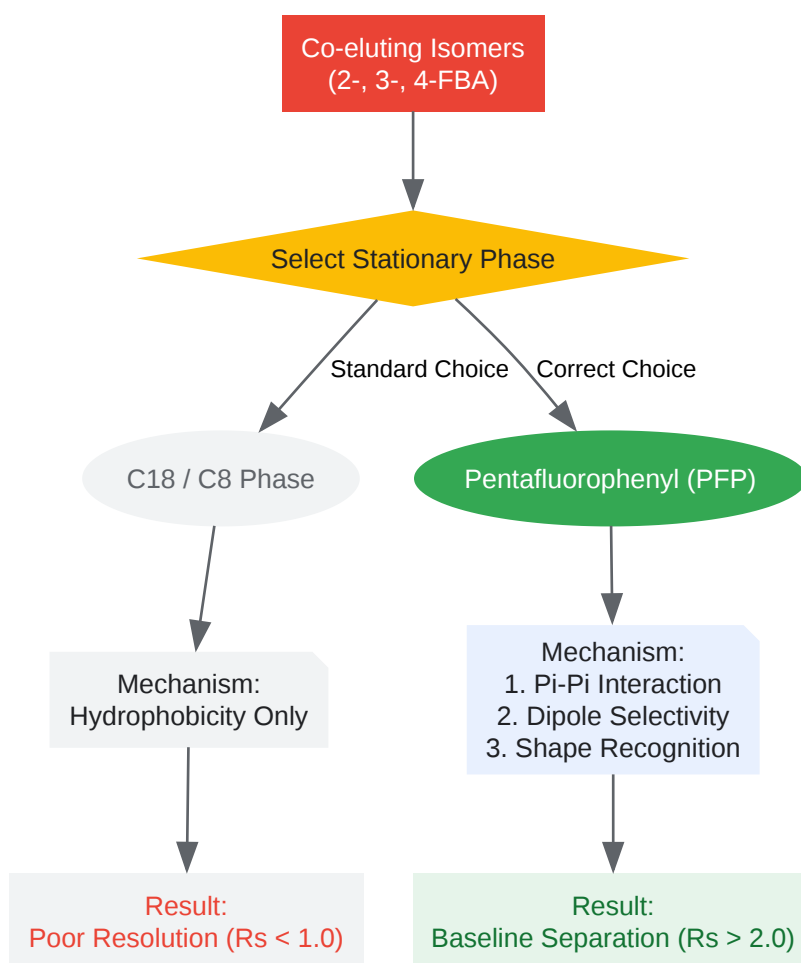 Co-eluting Isomers
(2-, 3-, 4-FBA)
Select Stationary Phase
Standard Choice
Correct Choice
C18 / C8 Phase
Pentafluorophenyl (PFP)
Mechanism:
Hydrophobicity Only
Mechanism:
1. Pi-Pi Interaction
2. Dipole Selectivity
3. Shape Recognition
Result:
Poor Resolution (Rs < 1.0)
Result:
Baseline Separation (Rs > 2.0)